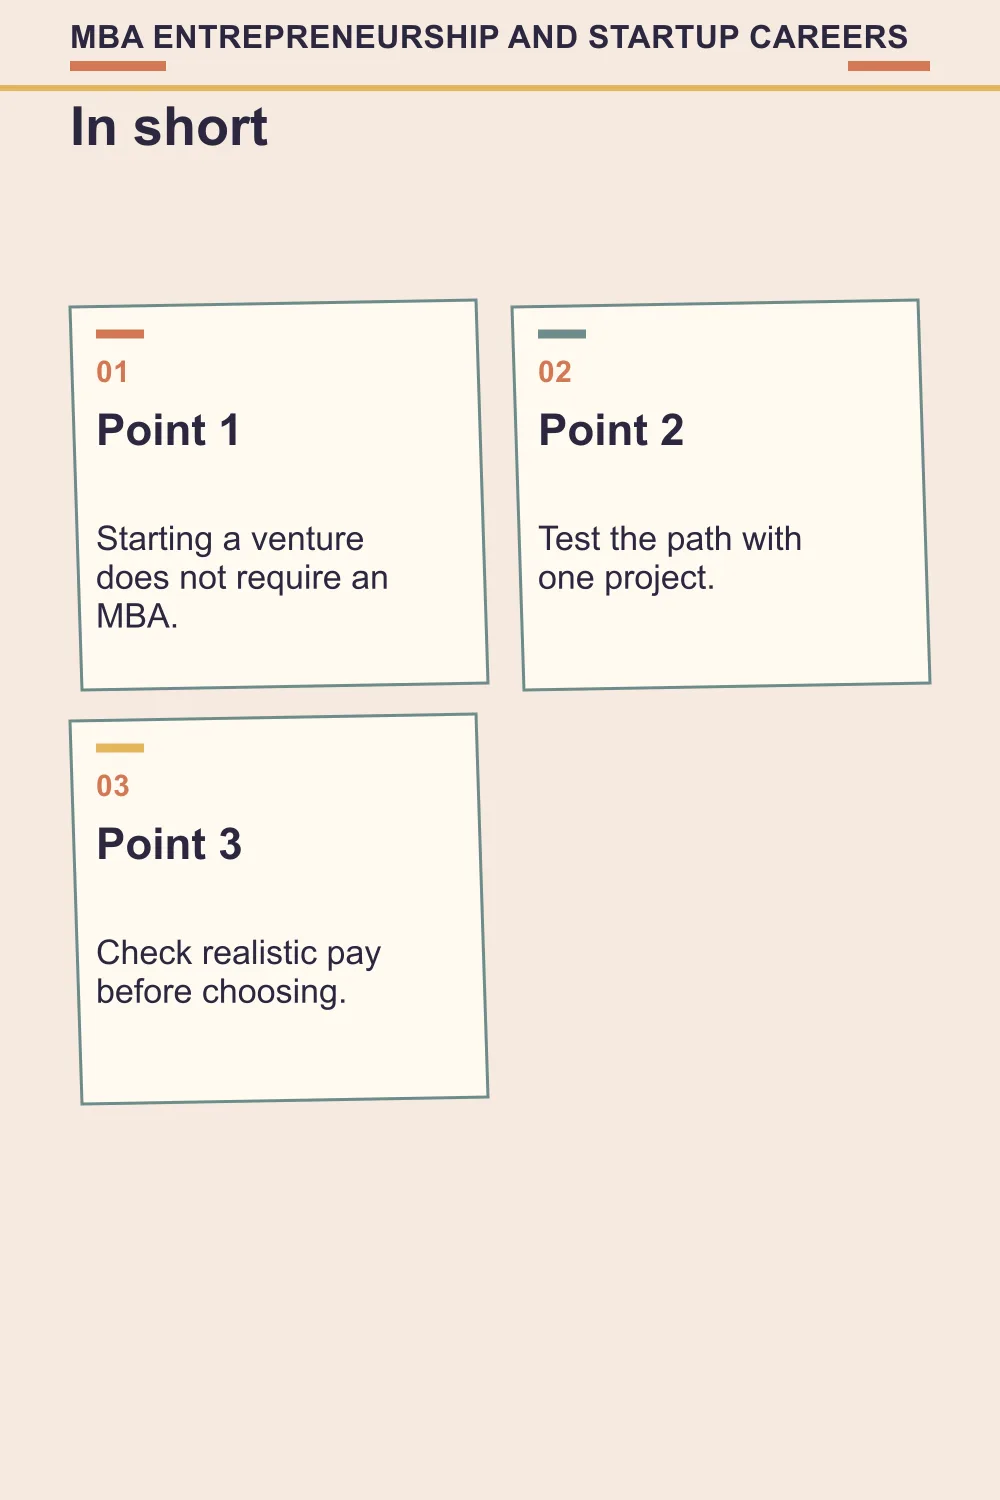 MBA ENTREPRENEURSHIP AND STARTUP CAREERS
In short
01
Point 1
Starting a venture
does not require an
MBA.
02
Point 2
Test the path with
one project.
03
Point 3
Check realistic pay
before choosing.